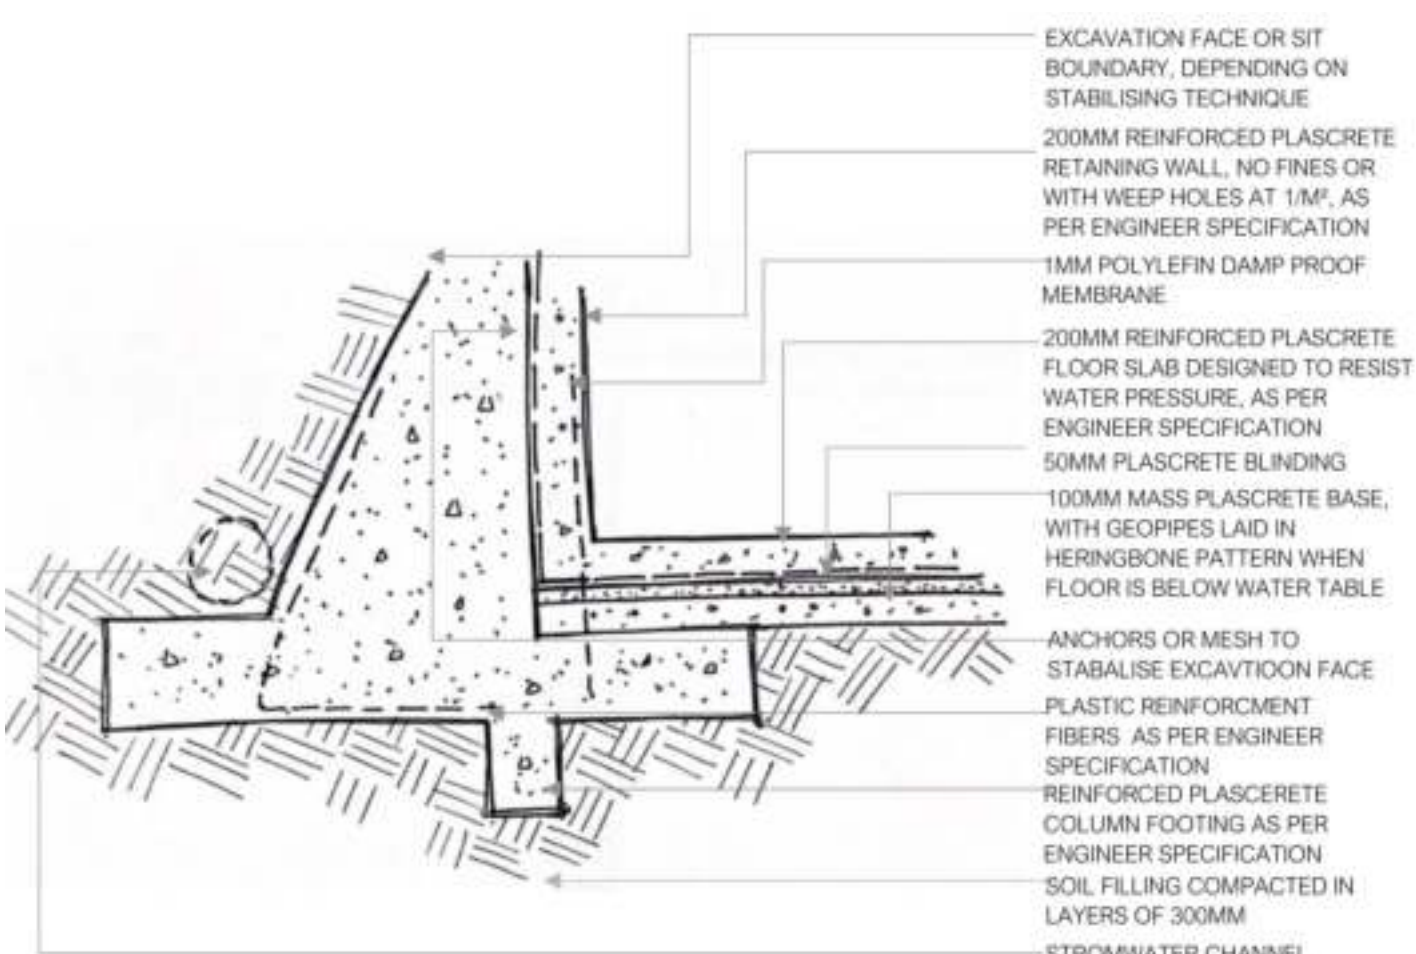 EXCAVATION FACE OR SIT
BOUNDARY, DEPENDING ON
STABILISING TECHNIQUE
200MM REINFORCED PLASCRETE
RETAINING WALL, NO FINES OR
WITH WEEP HOLES AT 1/M², AS
PER ENGINEER SPECIFICATION
1MM POLYLEFIN DAMP PROOF
MEMBRANE
200MM REINFORCED PLASCRETE
FLOOR SLAB DESIGNED TO RESIST
WATER PRESSURE, AS PER
ENGINEER SPECIFICATION
50MM PLASCRETE BLINDING
100MM MASS PLASCRETE BASE,
WITH GEOPIPES LAID IN
HERINGBONE PATTERN WHEN
FLOOR IS BELOW WATER TABLE
ANCHORS OR MESH TO
STABALISE EXCAVTIOON FACE
PLASTIC REINFORCMENT
FIBERS AS PER ENGINEER
SPECIFICATION
REINFORCED PLASCERETE
COLUMN FOOTING AS PER
ENGINEER SPECIFICATION
SOIL FILLING COMPACTED IN
LAYERS OF 300MM
STROMWATER CHANNEL